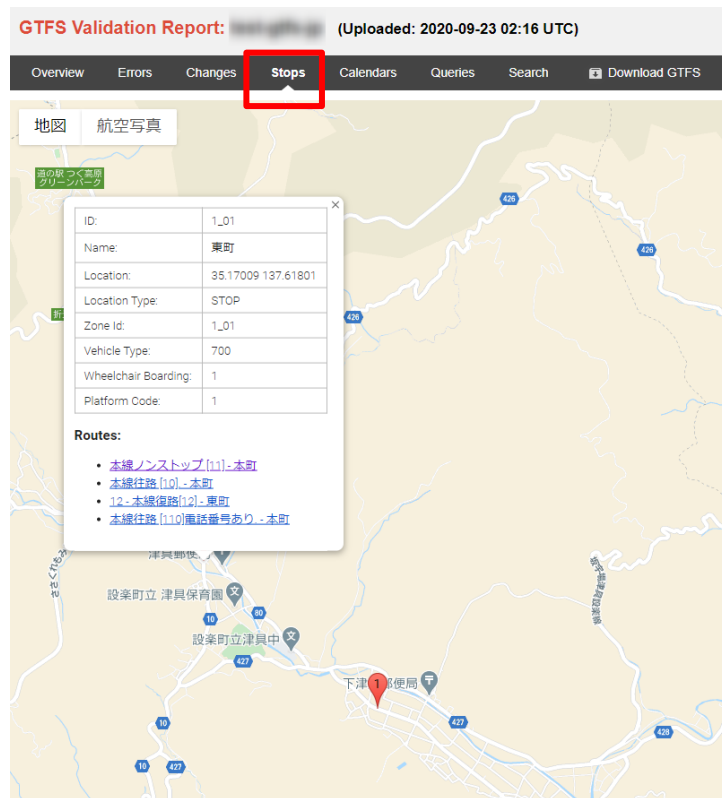 GTFS Validation Report: (Uploaded: 2020-09-23 02:16 UTC)
Overview Errors Changes Stops Calendars Queries Search Download GTFS
地図 航空写真
道の駅 つぐ高原
グリーンパーク
426
426
×
ID: 1_01
Name: 東町
Location: 35.17009 137.61801
Location Type: STOP
Zone Id: 1_01
Vehicle Type: 700
Wheelchair Boarding: 1
Platform Code: 1
折
426
Routes:
• 本線ノンストップ [11] - 本町
• 本線往路 [10]. - 本町
• 12 - 本線復路[12] - 東町
• 本線往路 [110]電話番号あり. - 本町
津具郵便局
設楽町立 津具保育園
10
80
設楽町立津具中
427
下津
1
郵便局
10
427
428
10
427